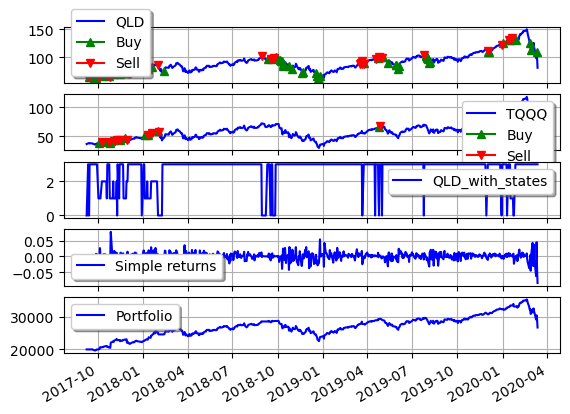 150
100
QLD
Buy
Sell
100
50
TQQQ
Buy
Sell
2
0
QLD_with_states
0.05
0.00
−0.05
Simple returns
30000
20000
Portfolio
2017-10
2018-01
2018-04
2018-07
2018-10
2019-01
2019-04
2019-07
2019-10
2020-01
2020-04